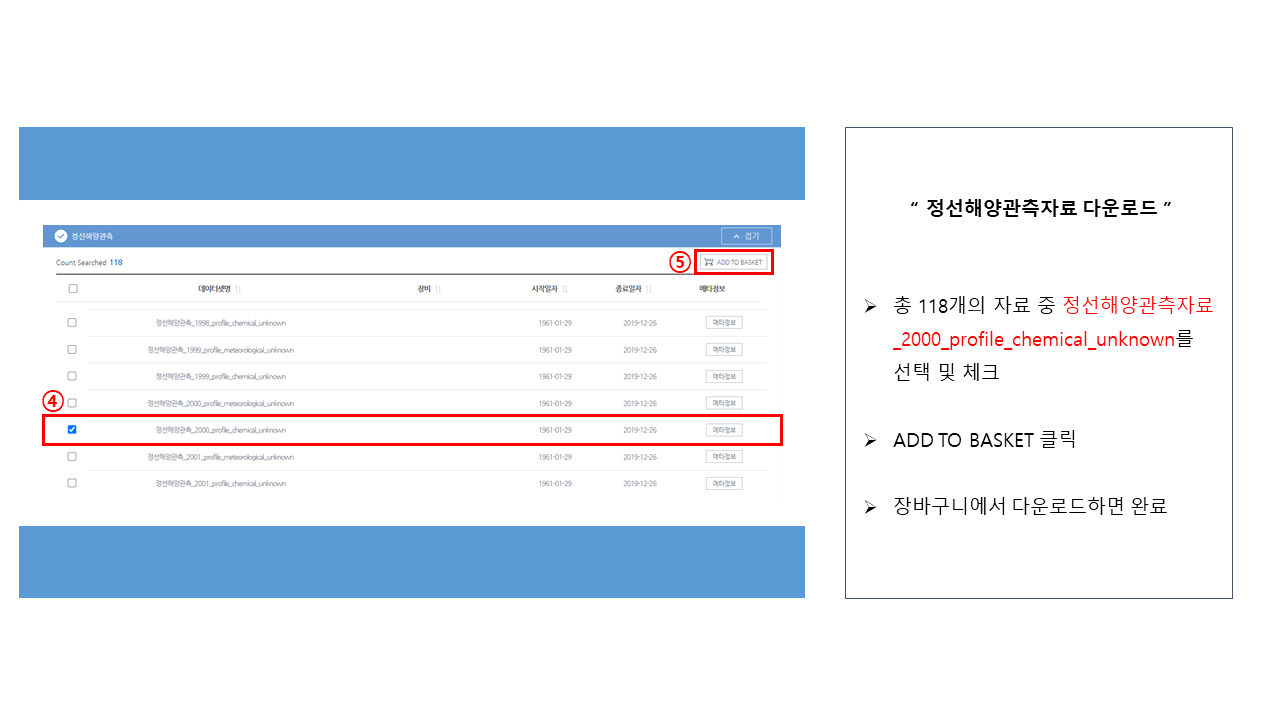 정선해양관측
접기
Count Searched 118
⑤
ADD TO BASKET
데이터셋명
장비
시작일자
종료일자
메타정보
정선해양관측_1998_profile_chemical_unknown 1961-01-29 2019-12-26 메타정보
정선해양관측_1999_profile_meteorological_unknown 1961-01-29 2019-12-26 메타정보
정선해양관측_1999_profile_chemical_unknown 1961-01-29 2019-12-26 메타정보
④
정선해양관측_2000_profile_meteorological_unknown 1961-01-29 2019-12-26 메타정보
정선해양관측_2000_profile_chemical_unknown 1961-01-29 2019-12-26 메타정보
정선해양관측_2001_profile_meteorological_unknown 1961-01-29 2019-12-26 메타정보
정선해양관측_2001_profile_chemical_unknown 1961-01-29 2019-12-26 메타정보
“ 정선해양관측자료 다운로드 ”
➢ 총 118개의 자료 중 정선해양관측자료
_2000_profile_chemical_unknown를
선택 및 체크
➢ ADD TO BASKET 클릭
➢ 장바구니에서 다운로드하면 완료